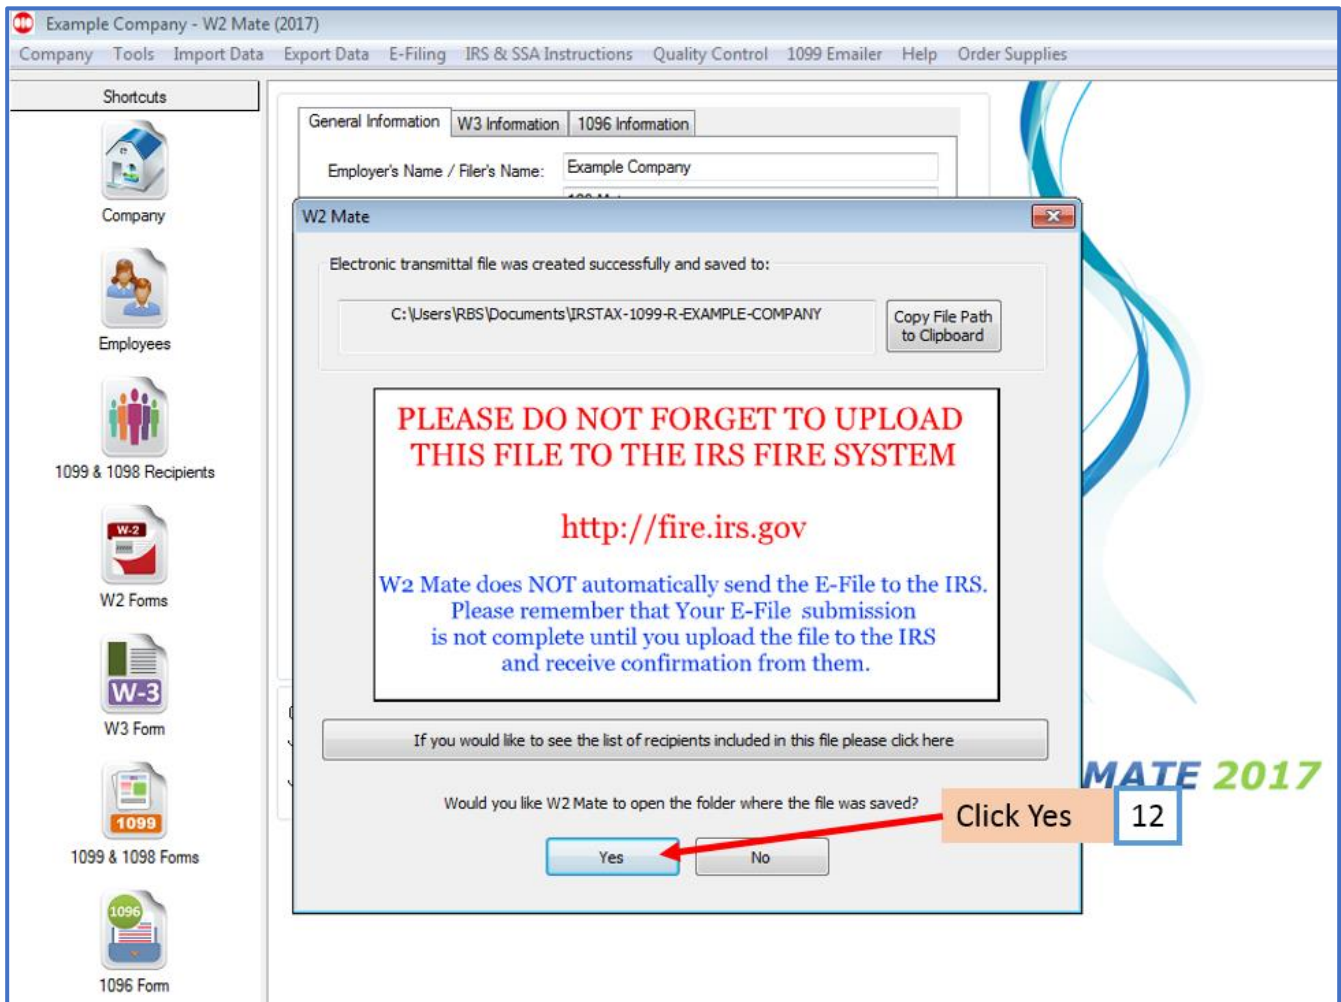 Example Company - W2 Mate (2017)
Company Tools Import Data Export Data E-Filing IRS & SSA Instructions Quality Control 1099 Emailer Help Order Supplies
Shortcuts
Company
Employees
1099 & 1098 Recipients
W-2
W2 Forms
W-3
W3 Form
1099
1099 & 1098 Forms
1096
1096 Form
General Information W3 Information 1096 Information
Employer's Name / Filer's Name: Example Company
W2 Mate
Electronic transmittal file was created successfully and saved to:
C:\Users\RBS\Documents\IRSTAX-1099-R-EXAMPLE-COMPANY
Copy File Path
to Clipboard
PLEASE DO NOT FORGET TO UPLOAD
THIS FILE TO THE IRS FIRE SYSTEM
http://fire.irs.gov
W2 Mate does NOT automatically send the E-File to the IRS.
Please remember that Your E-File submission
is not complete until you upload the file to the IRS
and receive confirmation from them.
If you would like to see the list of recipients included in this file please click here
MATE 2017
Would you like W2 Mate to open the folder where the file was saved?
Click Yes 12
Yes No